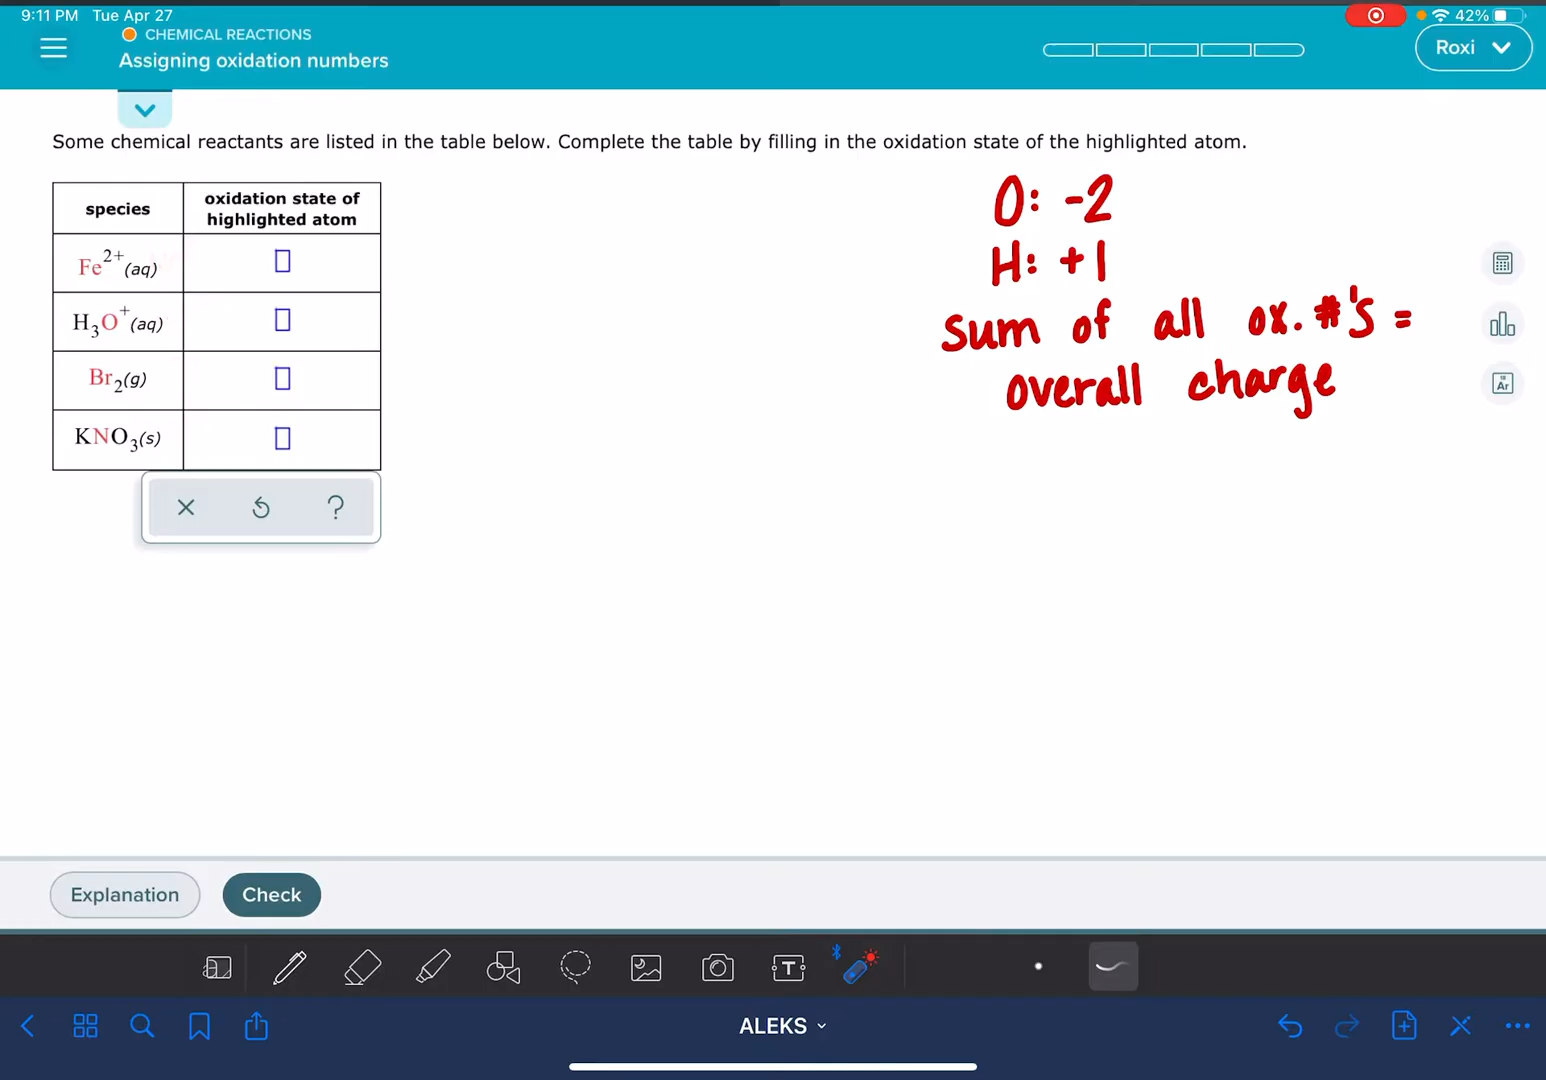 9:11 PM Tue Apr 27
42%
CHEMICAL REACTIONS
Assigning oxidation numbers
Roxi
Some chemical reactants are listed in the table below. Complete the table by filling in the oxidation state of the highlighted atom.
species
oxidation state of
highlighted atom
Fe²⁺(aq)
H₃O⁺(aq)
Br₂(g)
KNO₃(s)
O: -2
H: +1
sum of all ox. #'s =
overall charge
18
Ar
?
Explanation
Check
T
ALEKS